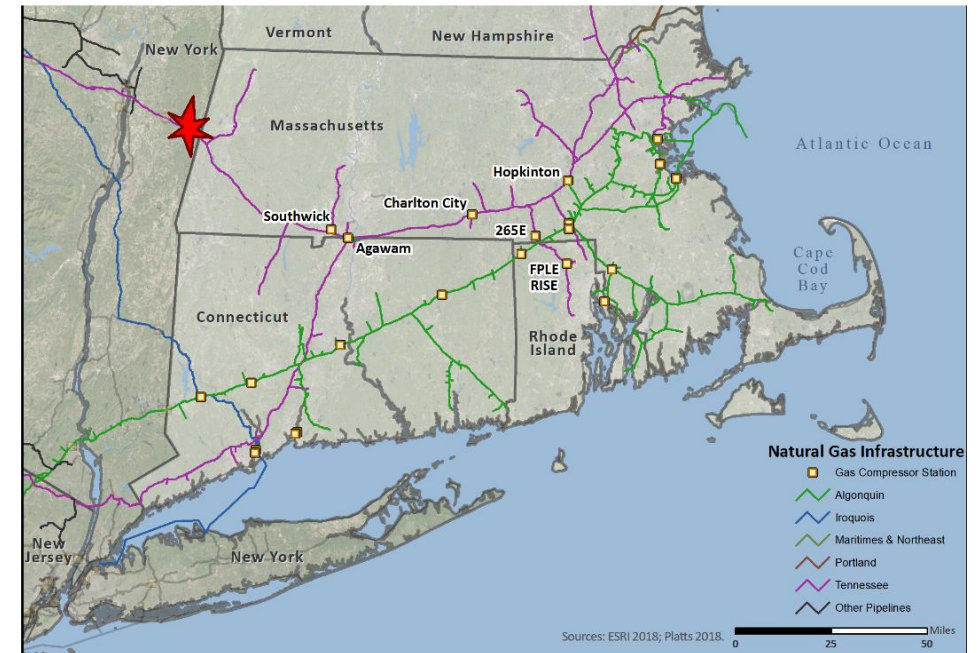 Vermont
New Hampshire
New York
Massachusetts
Atlantic Ocean
Hopkinton
Charlton City
Southwick
265E
Agawam
Cape
Cod
Bay
FPLE
RISE
Connecticut
Rhode
Island
Natural Gas Infrastructure
Gas Compressor Station
Algonquin
Iroquois
Maritimes & Northeast
Portland
Tennessee
Other Pipelines
New
Jersey
New York
Sources: ESRI 2018; Platts 2018.
Miles
0 25 50